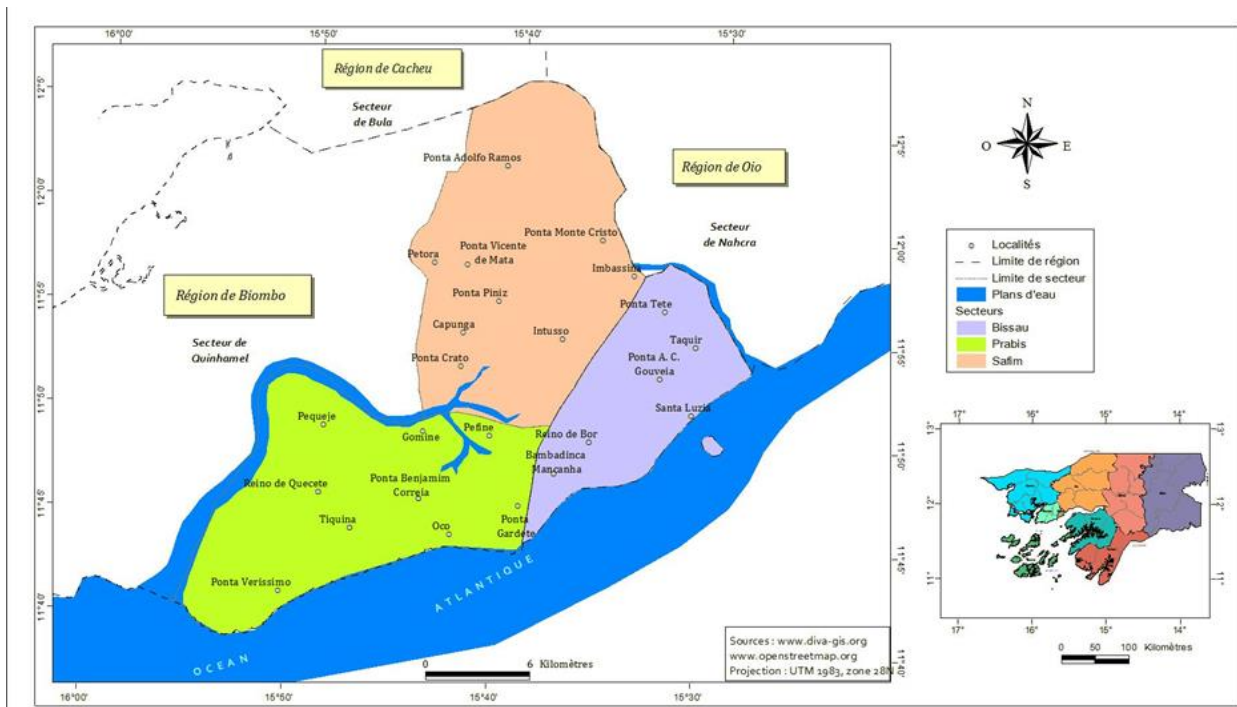 16°00'
15°50'
15°40'
15°30'
12°5'
12°00'
11°55'
11°50'
11°45'
11°40'
12°5'
12°00'
11°55'
11°50'
11°45'
11°40'
16°00'
15°50'
15°40'
15°30'
Région de Cacheu
Secteur
de Bula
Région de Oio
Secteur
de Nahcra
Région de Biombo
Secteur de
Quinhamel
Ponta Adolfo Ramos
Ponta Monte Cristo
Petora
Ponta Vicente
de Mata
Imbassina
Ponta Piniz
Ponta Tete
Capunga
Intusso
Taquir
Ponta Crato
Ponta A. C.
Gouveia
Pequeje
Gomine
Pefine
Santa Luzia
Reino de Bor
Bambadinca
Mancanha
Reino de Quecete
Ponta Benjamim
Correia
Tiquina
Oco
Ponta
Gardete
Ponta Verissimo
OCEAN
ATLANTIQUE
0
6
Kilomètres
Sources : www.diva-gis.org
www.openstreetmap.org
Projection : UTM 1983, zone 28N
N
O
E
S
Localités
Limite de région
Limite de secteur
Plans d'eau
Secteurs
Bissau
Prabis
Safim
17°
16°
15°
14°
13°
12°
11°
13°
12°
11°
17°
16°
15°
14°
Kilomètres
0
50
100